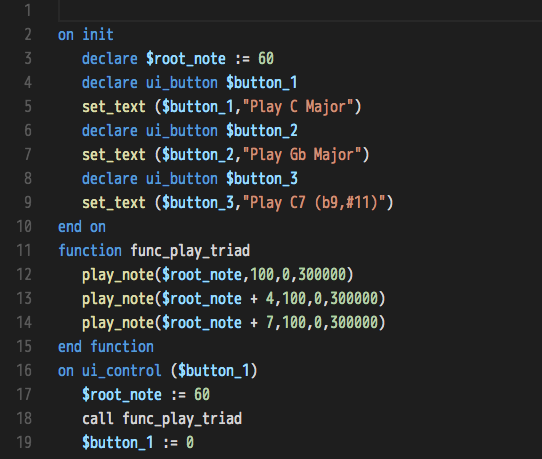 1
2 on init
3 declare $root_note := 60
4 declare ui_button $button_1
5 set_text ($button_1,"Play C Major")
6 declare ui_button $button_2
7 set_text ($button_2,"Play Gb Major")
8 declare ui_button $button_3
9 set_text ($button_3,"Play C7 (b9,#11)")
10 end on
11 function func_play_triad
12 play_note($root_note,100,0,300000)
13 play_note($root_note + 4,100,0,300000)
14 play_note($root_note + 7,100,0,300000)
15 end function
16 on ui_control ($button_1)
17 $root_note := 60
18 call func_play_triad
19 $button_1 := 0